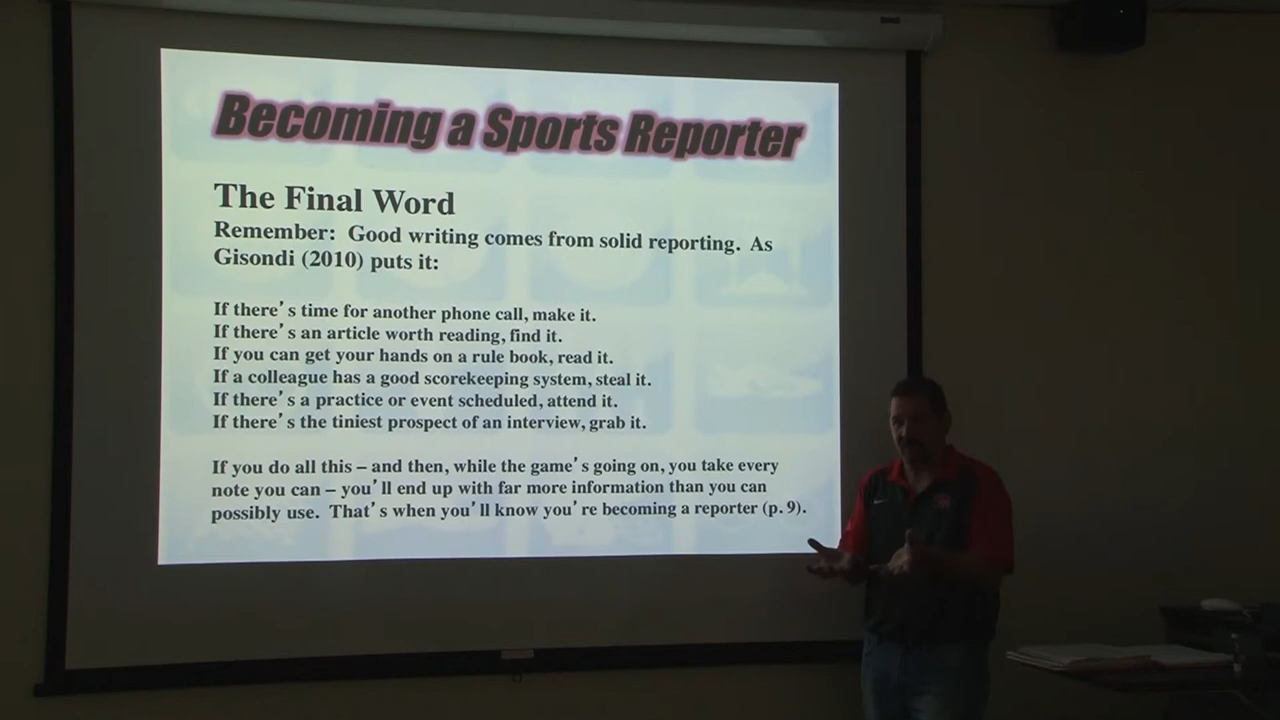 Becoming a Sports Reporter
The Final Word
Remember:  Good writing comes from solid reporting.  As
Gisondi (2010) puts it:
If there's time for another phone call, make it.
If there's an article worth reading, find it.
If you can get your hands on a rule book, read it.
If a colleague has a good scorekeeping system, steal it.
If there's a practice or event scheduled, attend it.
If there's the tiniest prospect of an interview, grab it.
If you do all this – and then, while the game's going on, you take every
note you can – you'll end up with far more information than you can
possibly use.  That's when you'll know you're becoming a reporter (p. 9).